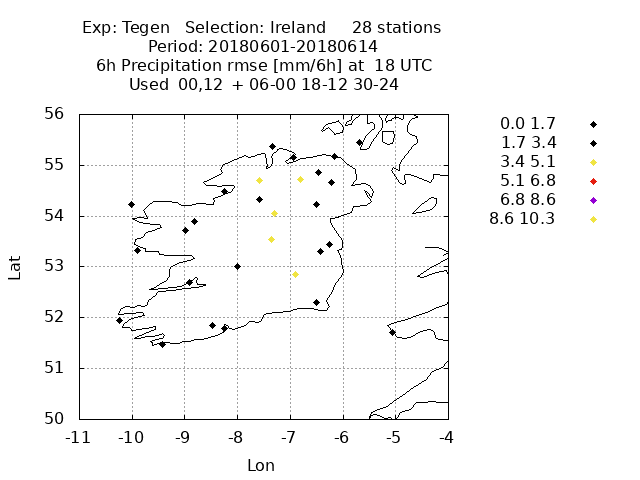 Exp: Tegen   Selection: Ireland     28 stations
Period: 20180601-20180614
6h Precipitation rmse [mm/6h] at  18 UTC
Used  00,12  + 06-00 18-12 30-24
56
55
54
53
52
51
50
-11 -10 -9 -8 -7 -6 -5 -4
Lat
Lon
0.0 1.7
1.7 3.4
3.4 5.1
5.1 6.8
6.8 8.6
8.6 10.3